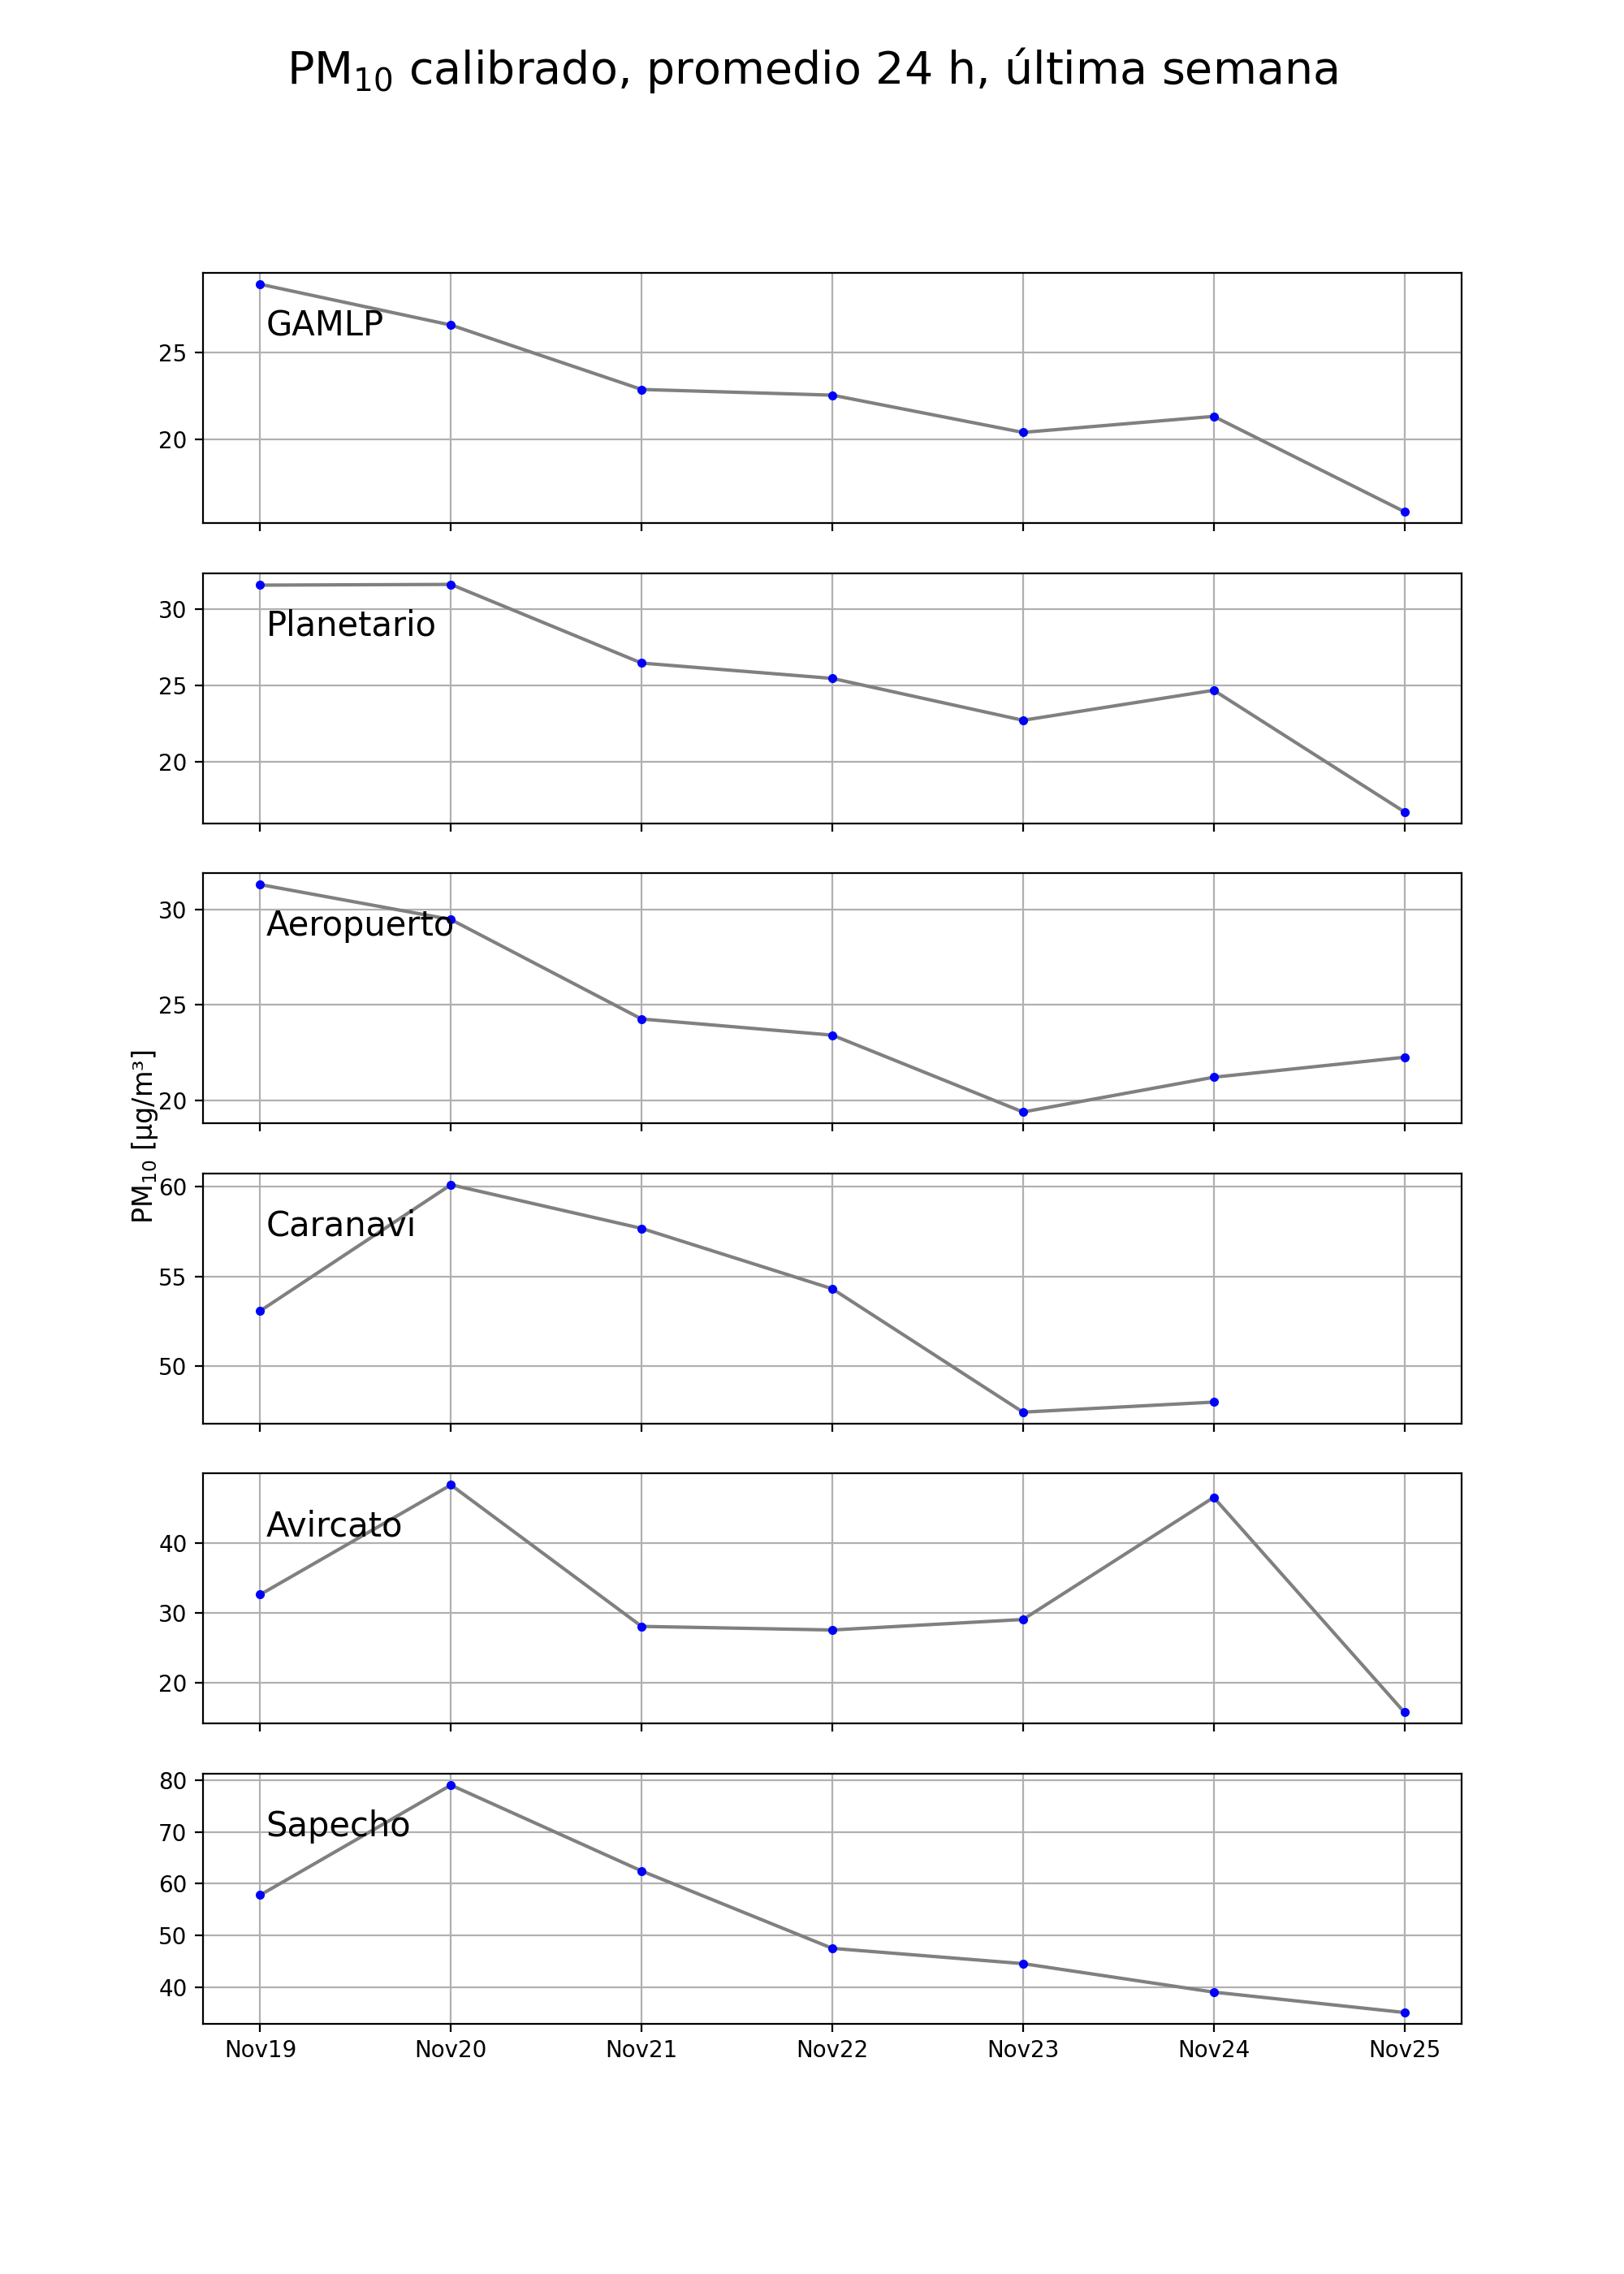 PM₁₀ calibrado, promedio 24 h, última semana
GAMLP
25
20
Planetario
30
25
20
Aeropuerto
30
25
20
PM₁₀ [µg/m³]
Caranavi
60
55
50
Avircato
40
30
20
Sapecho
80
70
60
50
40
Nov19 Nov20 Nov21 Nov22 Nov23 Nov24 Nov25